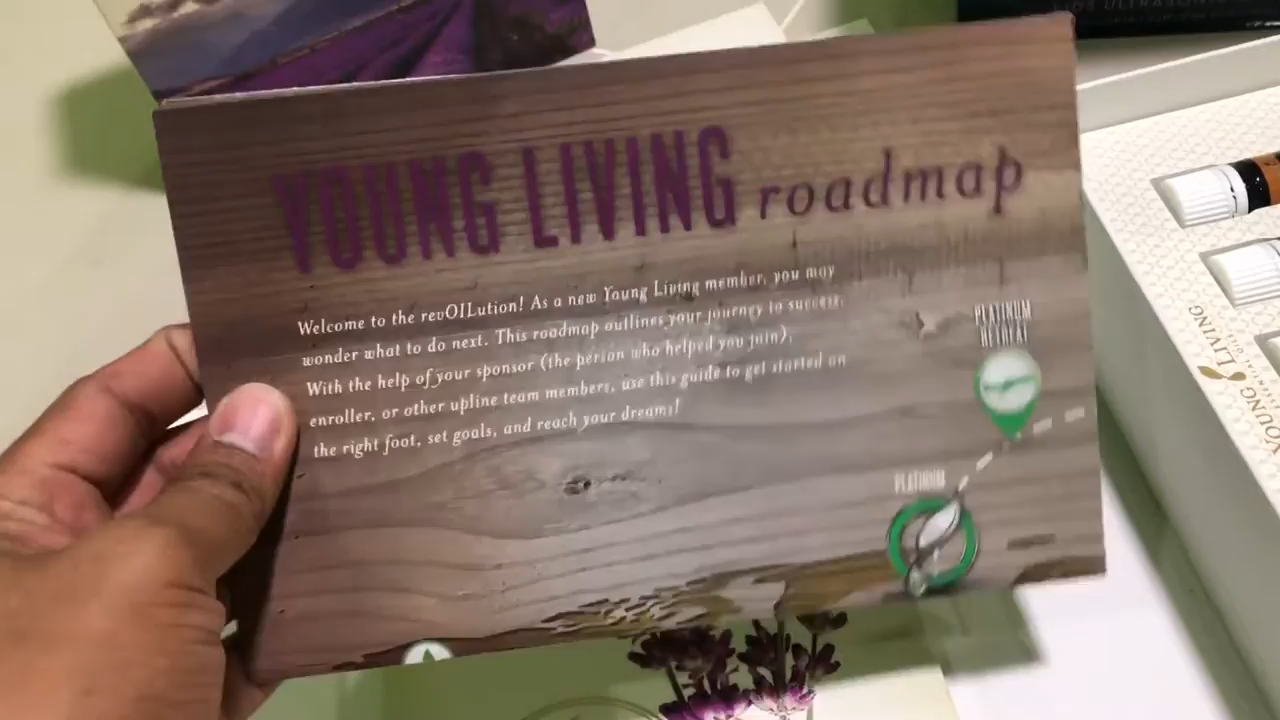 YOUNG LIVING roadmap
Welcome to the revOILution! As a new Young Living member, you may
wonder what to do next. This roadmap outlines your journey to success.
With the help of your sponsor (the person who helped you join),
enroller, or other upline team members, use this guide to get started on
the right foot, set goals, and reach your dreams!
PLATINUM
RETREAT
PLATINUM
YOUNG
LIVING
ESSENTIAL OILS